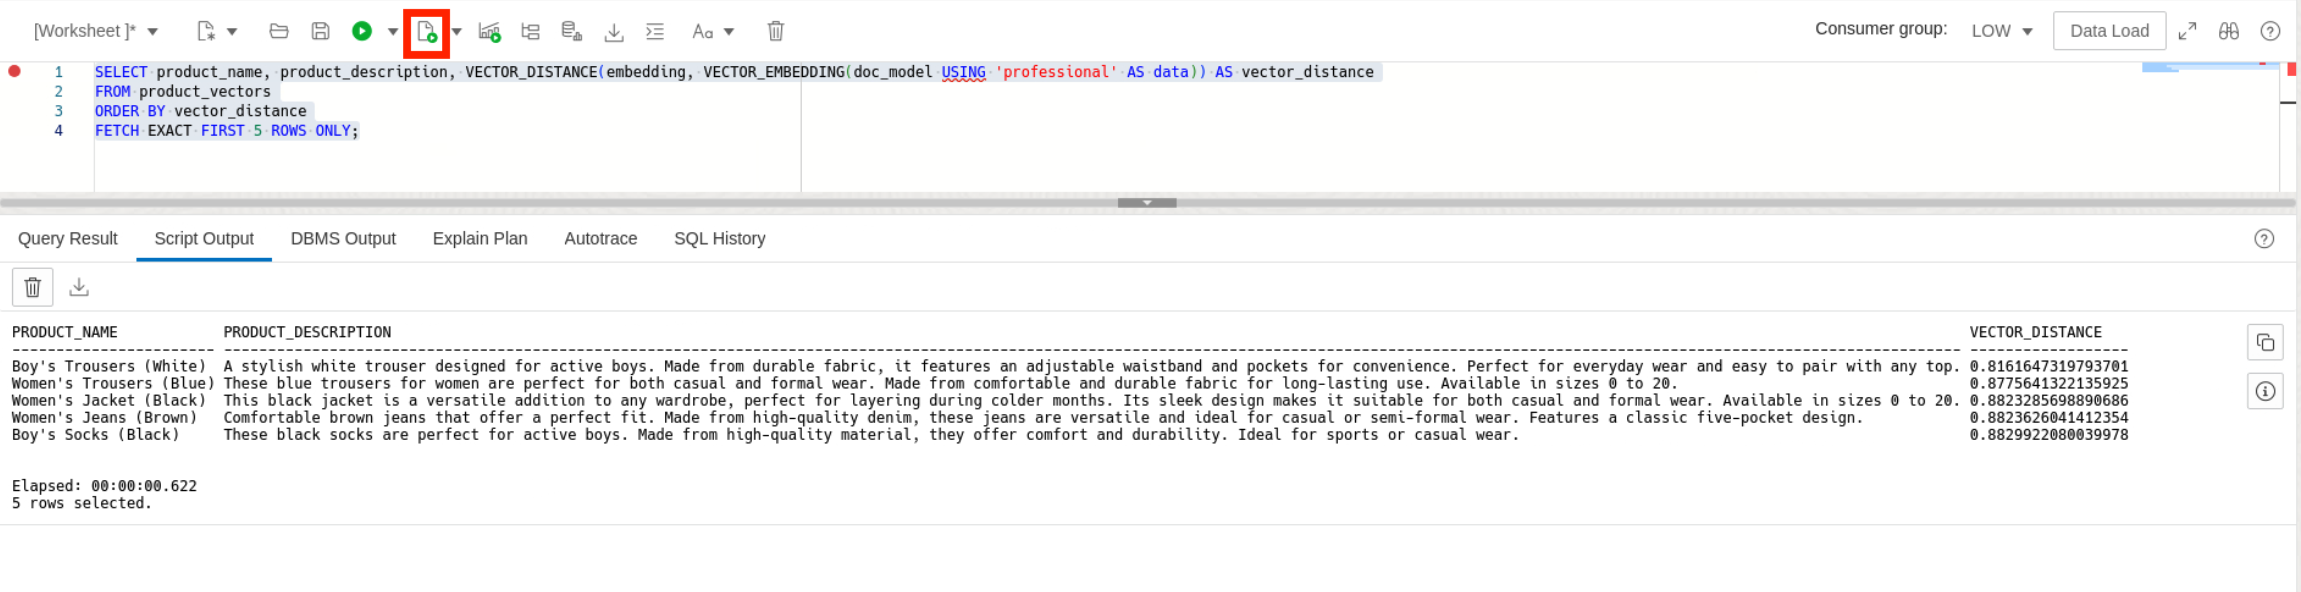 [Worksheet ]*
Aa
Consumer group: LOW
Data Load
1 SELECT product_name, product_description, VECTOR_DISTANCE(embedding, VECTOR_EMBEDDING(doc_model USING 'professional' AS data)) AS vector_distance
2 FROM product_vectors
3 ORDER BY vector_distance
4 FETCH EXACT FIRST 5 ROWS ONLY;
Query Result Script Output DBMS Output Explain Plan Autotrace SQL History
PRODUCT_NAME PRODUCT_DESCRIPTION VECTOR_DISTANCE
Boy's Trousers (White) A stylish white trouser designed for active boys. Made from durable fabric, it features an adjustable waistband and pockets for convenience. Perfect for everyday wear and easy to pair with any top. 0.8161647319793701
Women's Trousers (Blue) These blue trousers for women are perfect for both casual and formal wear. Made from comfortable and durable fabric for long-lasting use. Available in sizes 0 to 20. 0.8775641322135925
Women's Jacket (Black) This black jacket is a versatile addition to any wardrobe, perfect for layering during colder months. Its sleek design makes it suitable for both casual and formal wear. Available in sizes 0 to 20. 0.8823285698890686
Women's Jeans (Brown) Comfortable brown jeans that offer a perfect fit. Made from high-quality denim, these jeans are versatile and ideal for casual or semi-formal wear. Features a classic five-pocket design. 0.8823626041412354
Boy's Socks (Black) These black socks are perfect for active boys. Made from high-quality material, they offer comfort and durability. Ideal for sports or casual wear. 0.8829922080039978
Elapsed: 00:00:00.622
5 rows selected.